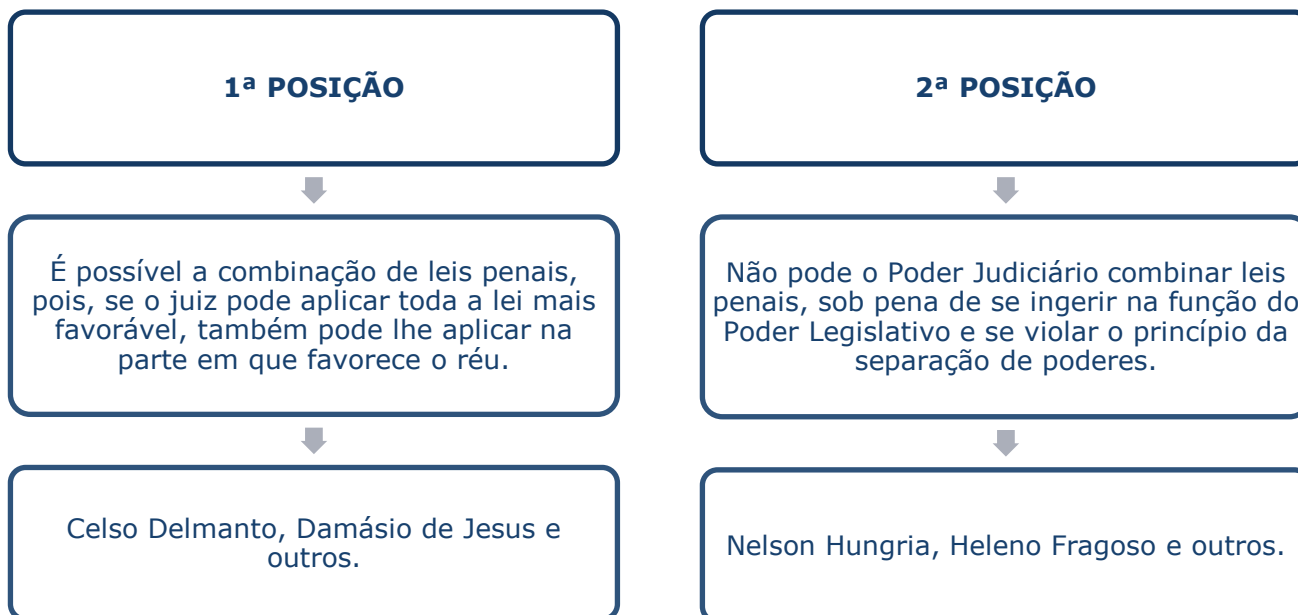 1ª POSIÇÃO
É possível a combinação de leis penais,
pois, se o juiz pode aplicar toda a lei mais
favorável, também pode lhe aplicar na
parte em que favorece o réu.
Celso Delmanto, Damásio de Jesus e
outros.
2ª POSIÇÃO
Não pode o Poder Judiciário combinar leis
penais, sob pena de se ingerir na função do
Poder Legislativo e se violar o princípio da
separação de poderes.
Nelson Hungria, Heleno Fragoso e outros.